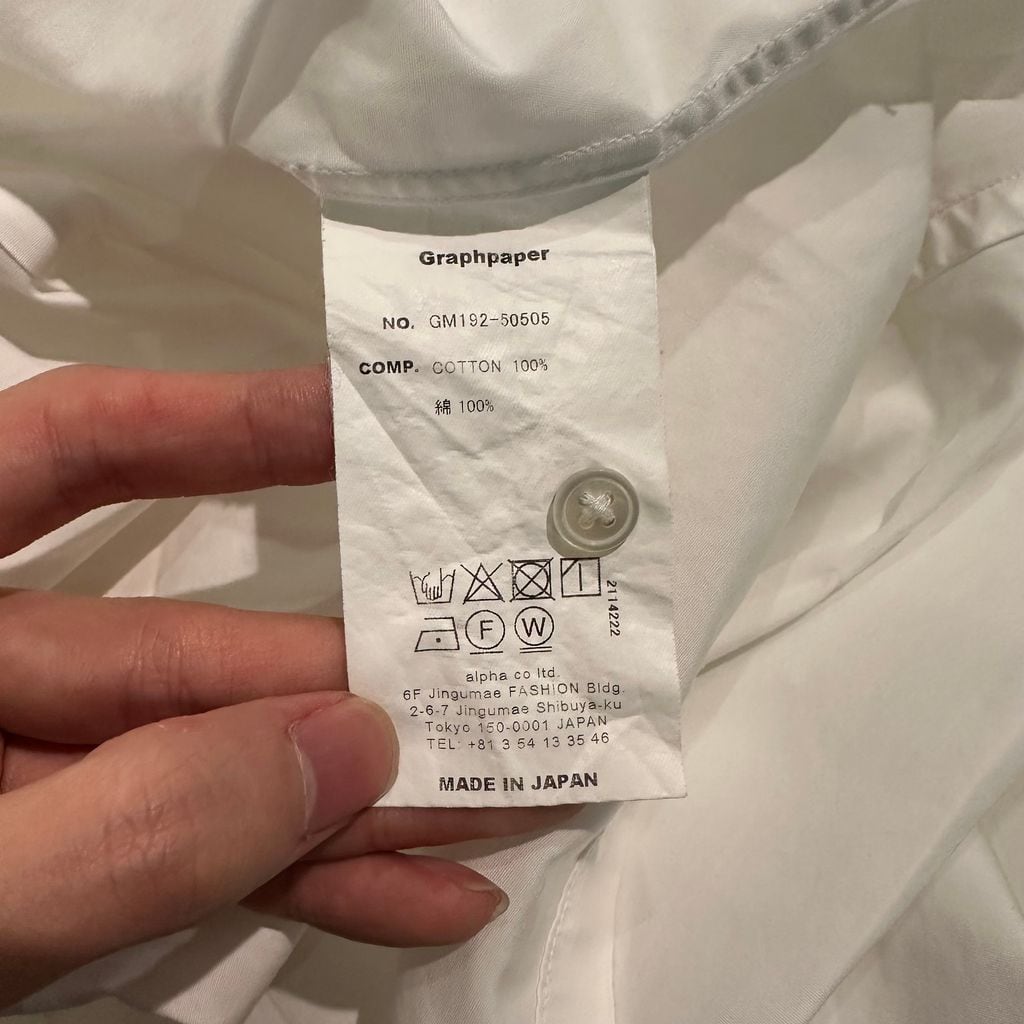 Graphpaper
NO. GM192-50505
COMP. COTTON 100%
綿 100%
2114222
F W
alpha co ltd.
6F Jingumae FASHION Bldg.
2-6-7 Jingumae Shibuya-ku
Tokyo 150-0001 JAPAN
TEL: +81 3 54 13 35 46
MADE IN JAPAN